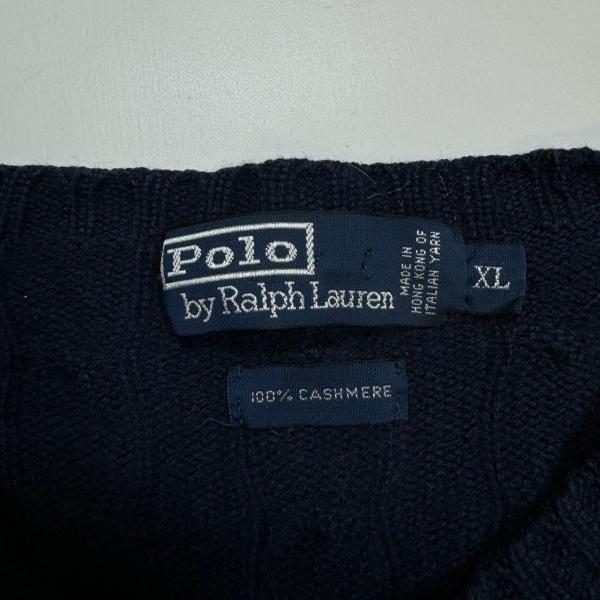 Polo
by Ralph Lauren
MADE IN
HONG KONG OF
ITALIAN YARN
XL
100% CASHMERE